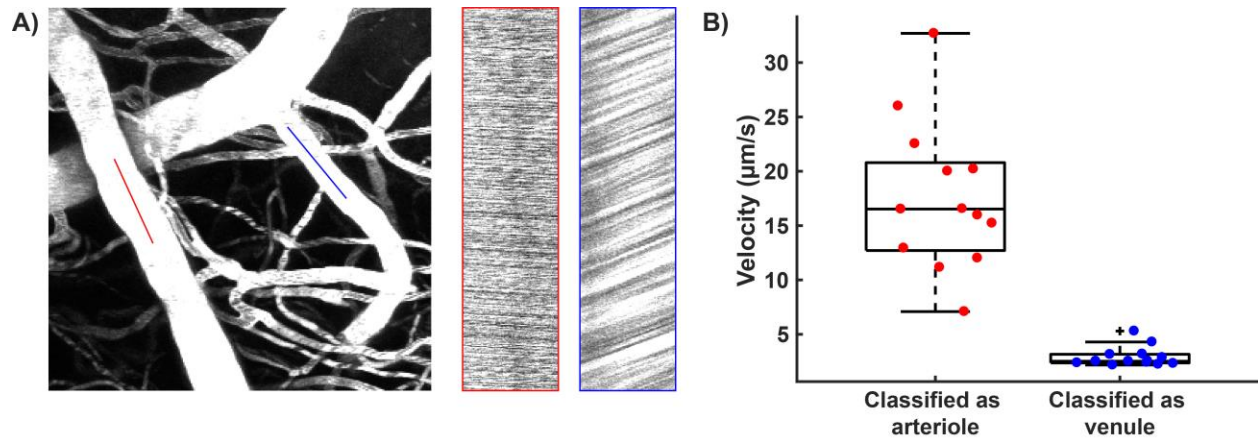 A)
B)
Velocity (µm/s)
30
25
20
15
10
5
Classified as
arteriole
Classified as
venule